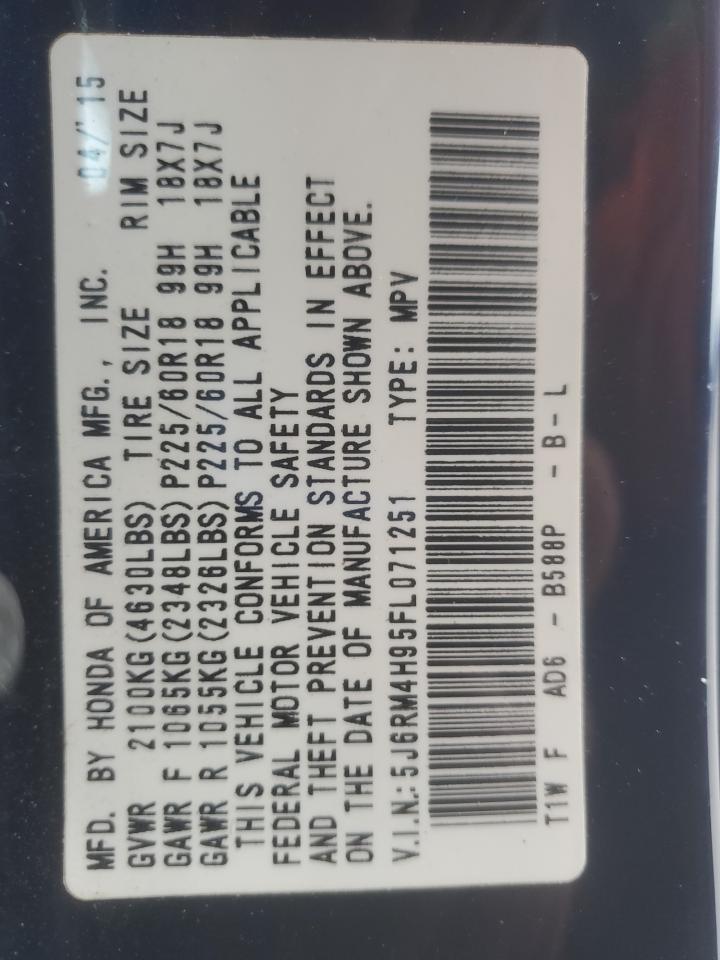 MFD. BY HONDA OF AMERICA MFG., INC. 04/15
GVWR 2100KG(4630LBS) TIRE SIZE RIM SIZE
GAWR F 1065KG(2348LBS) P225/60R18 99H 18X7J
GAWR R 1055KG(2326LBS) P225/60R18 99H 18X7J
THIS VEHICLE CONFORMS TO ALL APPLICABLE
FEDERAL MOTOR VEHICLE SAFETY
AND THEFT PREVENTION STANDARDS IN EFFECT
ON THE DATE OF MANUFACTURE SHOWN ABOVE.
V.I.N.:5J6RM4H95FL071251 TYPE: MPV
T1W F AD6 - B588P - B - L